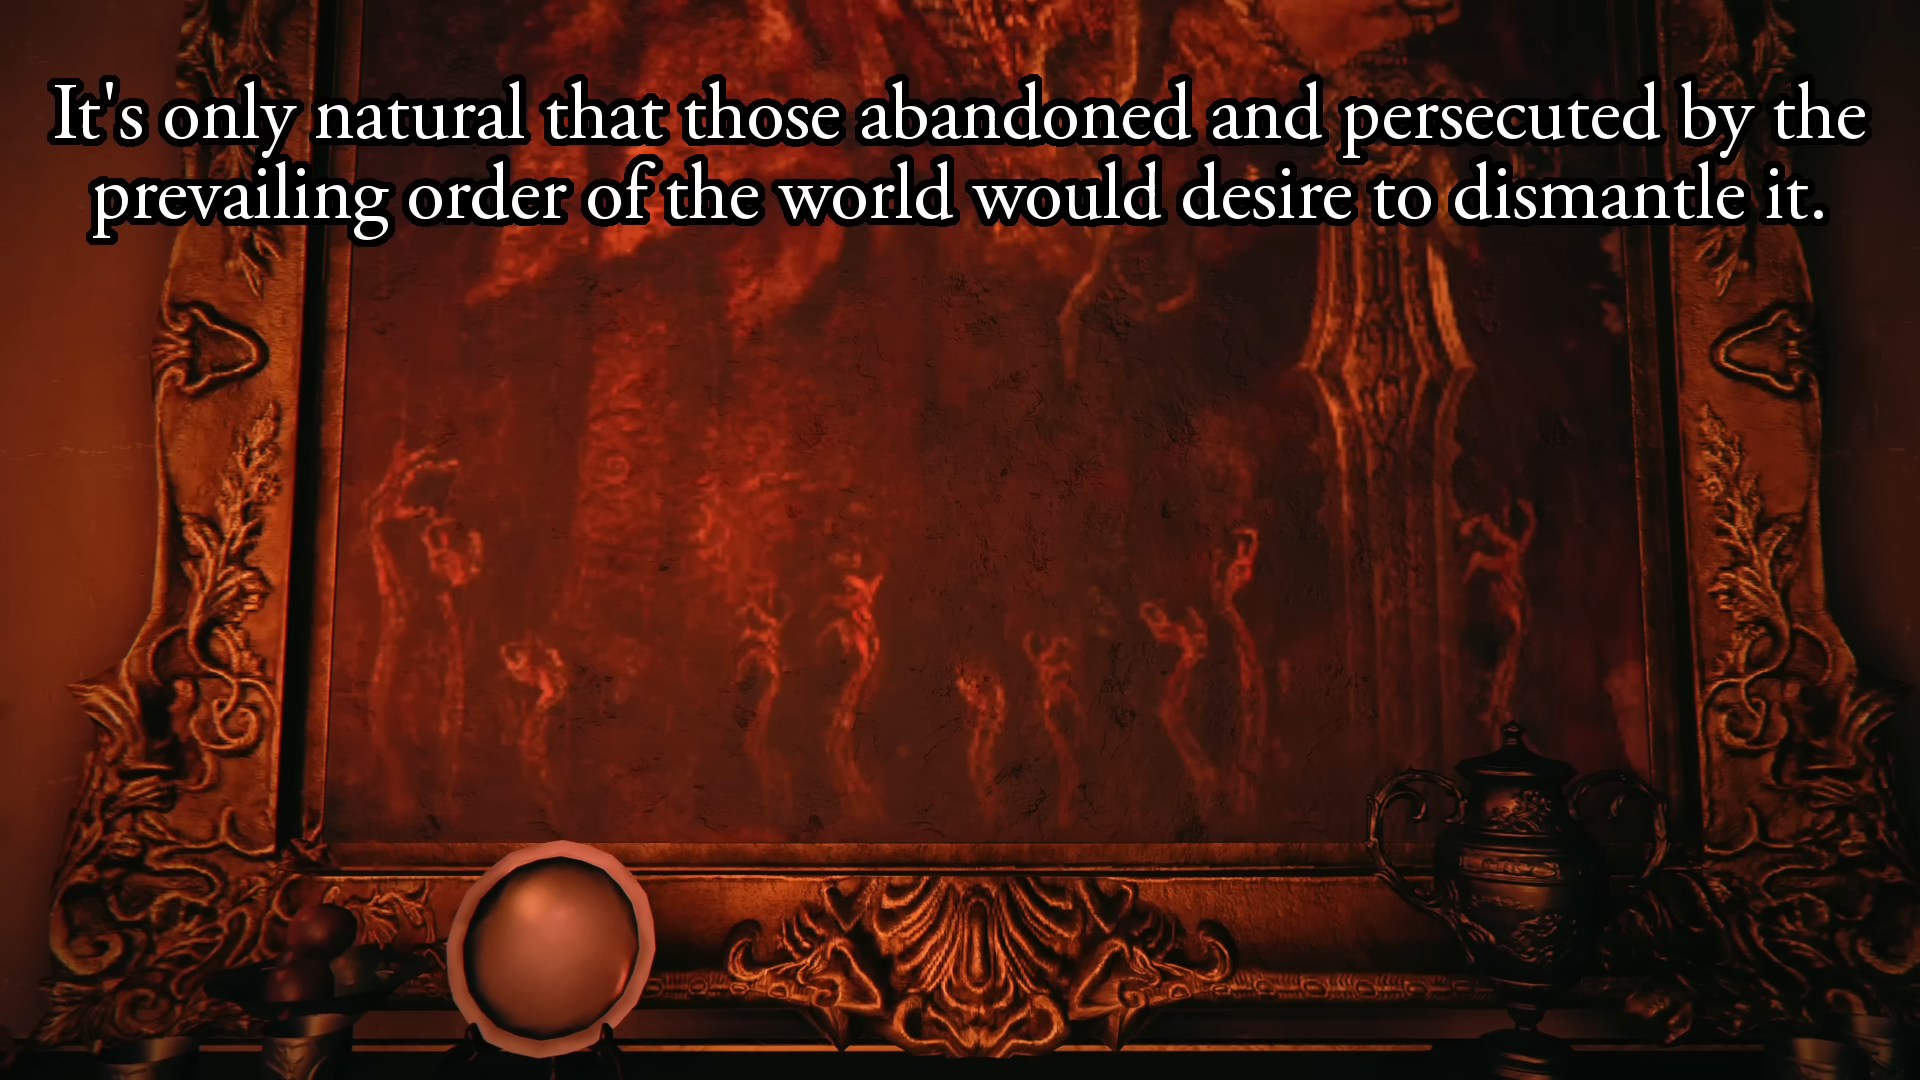 It's only natural that those abandoned and persecuted by the
prevailing order of the world would desire to dismantle it.